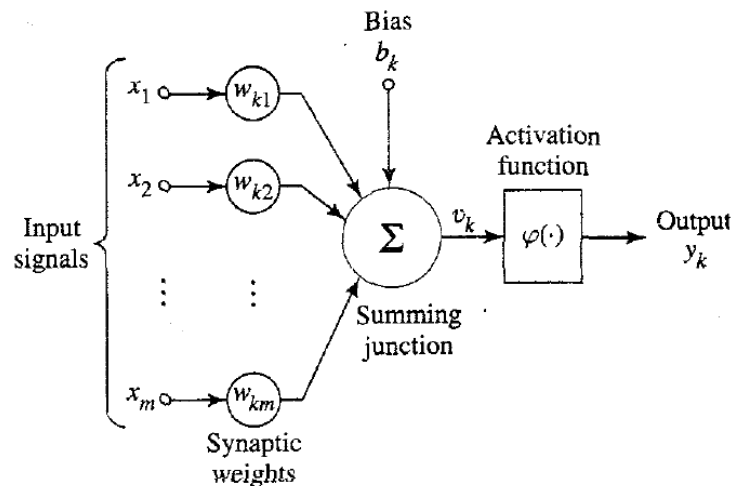 Bias
b_k
x_1
w_k1
Activation
function
x_2
w_k2
Input
signals
Σ
v_k
φ(·)
Output
y_k
⋮
⋮
Summing
junction
x_m
w_km
Synaptic
weights